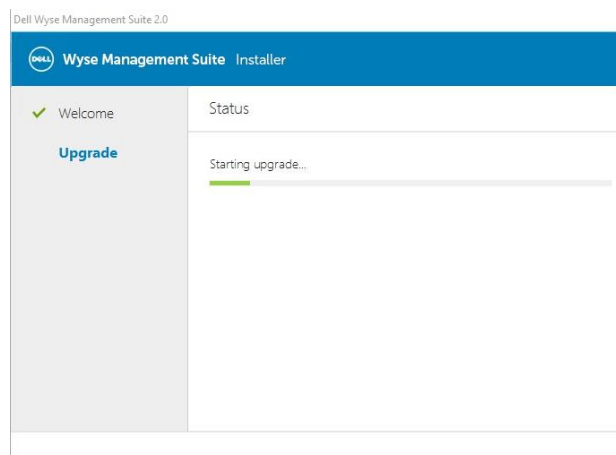 Dell Wyse Management Suite 2.0
DELL Wyse Management Suite Installer
Welcome
Status
Upgrade
Starting upgrade...